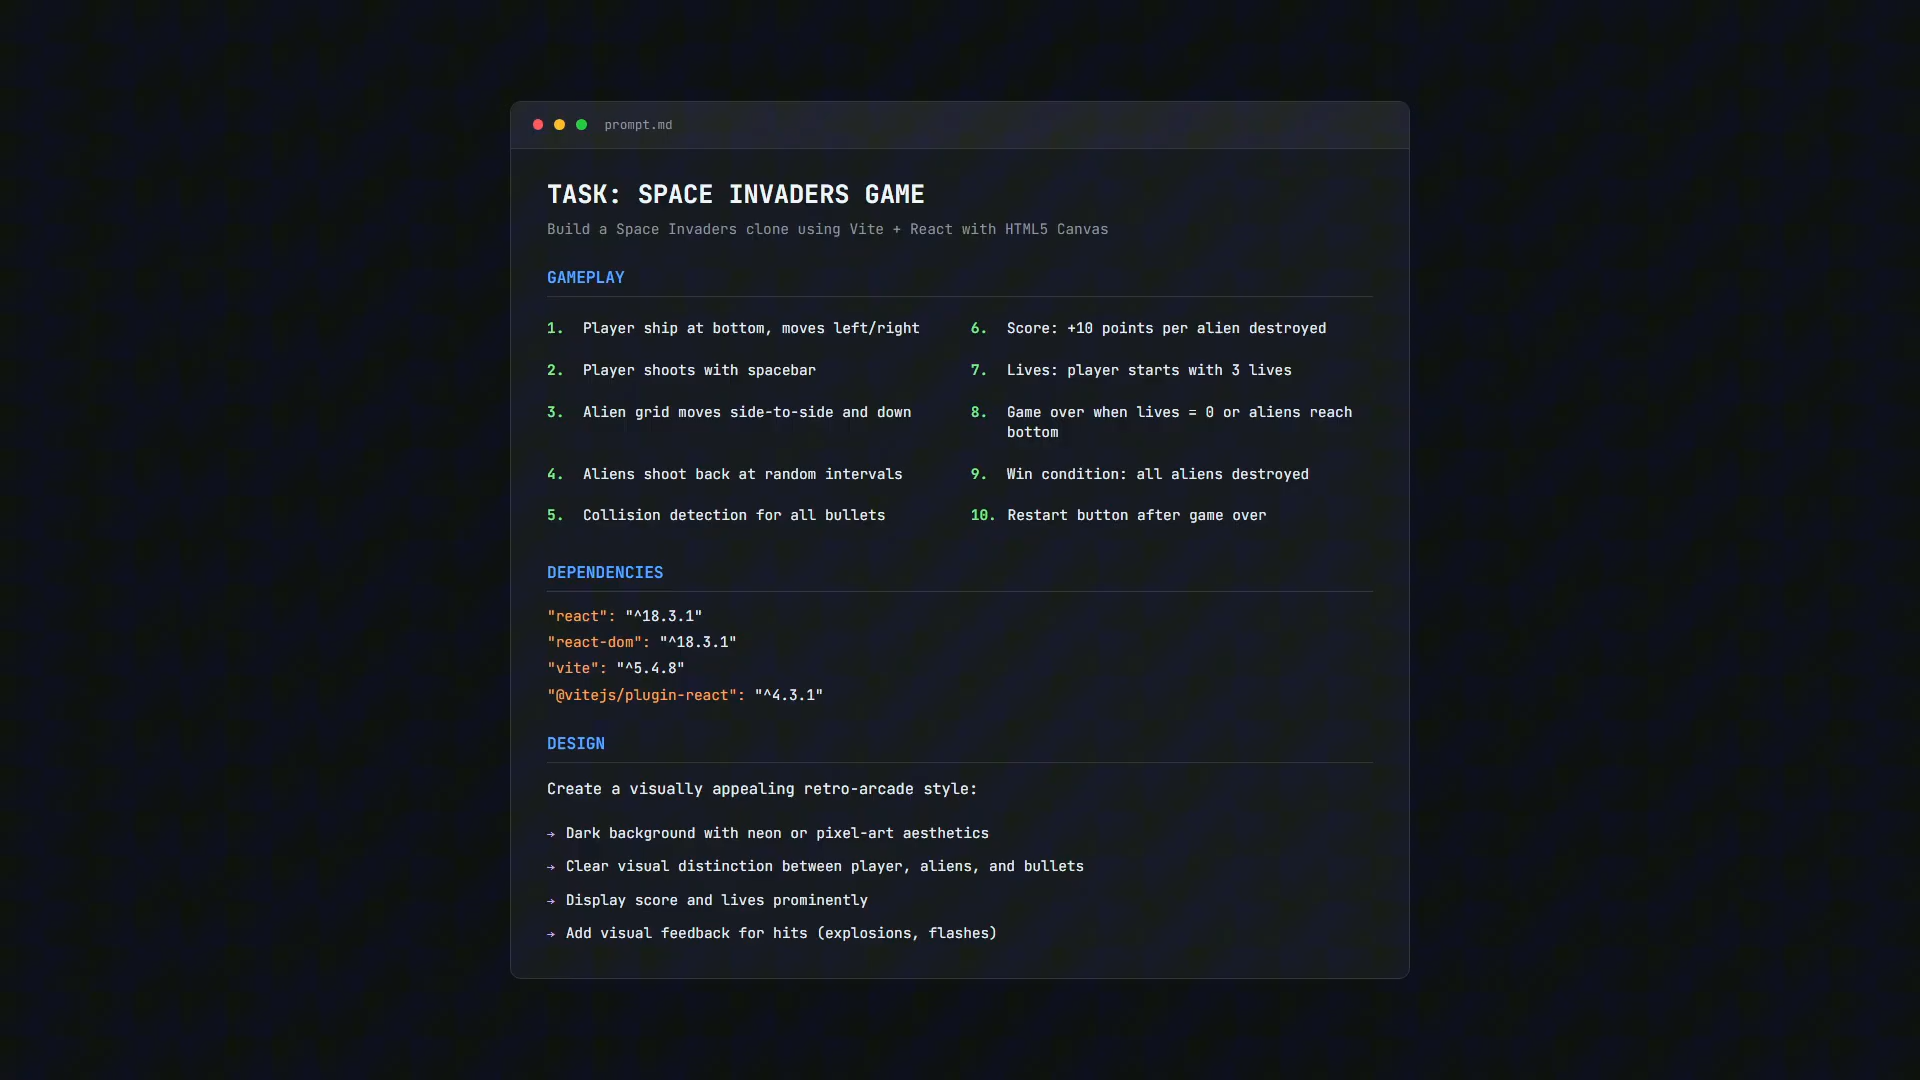 prompt.md
TASK: SPACE INVADERS GAME
Build a Space Invaders clone using Vite + React with HTML5 Canvas
GAMEPLAY
1. Player ship at bottom, moves left/right
2. Player shoots with spacebar
3. Alien grid moves side-to-side and down
4. Aliens shoot back at random intervals
5. Collision detection for all bullets
6. Score: +10 points per alien destroyed
7. Lives: player starts with 3 lives
8. Game over when lives = 0 or aliens reach
bottom
9. Win condition: all aliens destroyed
10. Restart button after game over
DEPENDENCIES
"react": "^18.3.1"
"react-dom": "^18.3.1"
"vite": "^5.4.8"
"@vitejs/plugin-react": "^4.3.1"
DESIGN
Create a visually appealing retro-arcade style:
→ Dark background with neon or pixel-art aesthetics
→ Clear visual distinction between player, aliens, and bullets
→ Display score and lives prominently
→ Add visual feedback for hits (explosions, flashes)